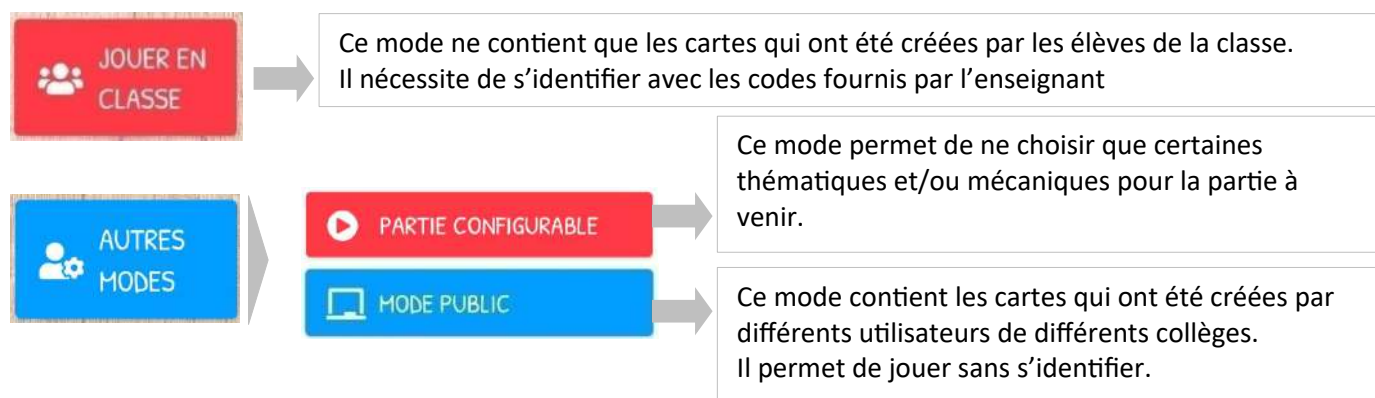 JOUER EN
CLASSE
Ce mode ne contient que les cartes qui ont été créées par les élèves de la classe.
Il nécessite de s’identifier avec les codes fournis par l’enseignant
AUTRES
MODES
PARTIE CONFIGURABLE
Ce mode permet de ne choisir que certaines
thématiques et/ou mécaniques pour la partie à
venir.
MODE PUBLIC
Ce mode contient les cartes qui ont été créées par
différents utilisateurs de différents collèges.
Il permet de jouer sans s’identifier.